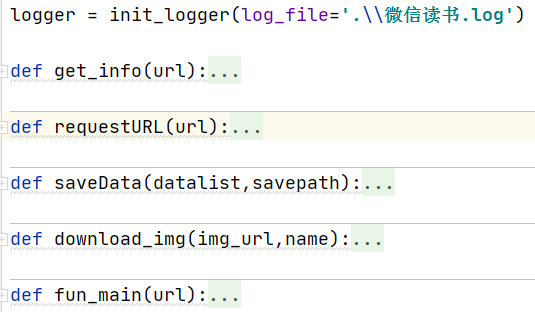 logger = init_logger(log_file='.\\微信读书.log')
def get_info(url):...
def requestURL(url):...
def saveData(datalist,savepath):...
def download_img(img_url,name):...
def fun_main(url):...